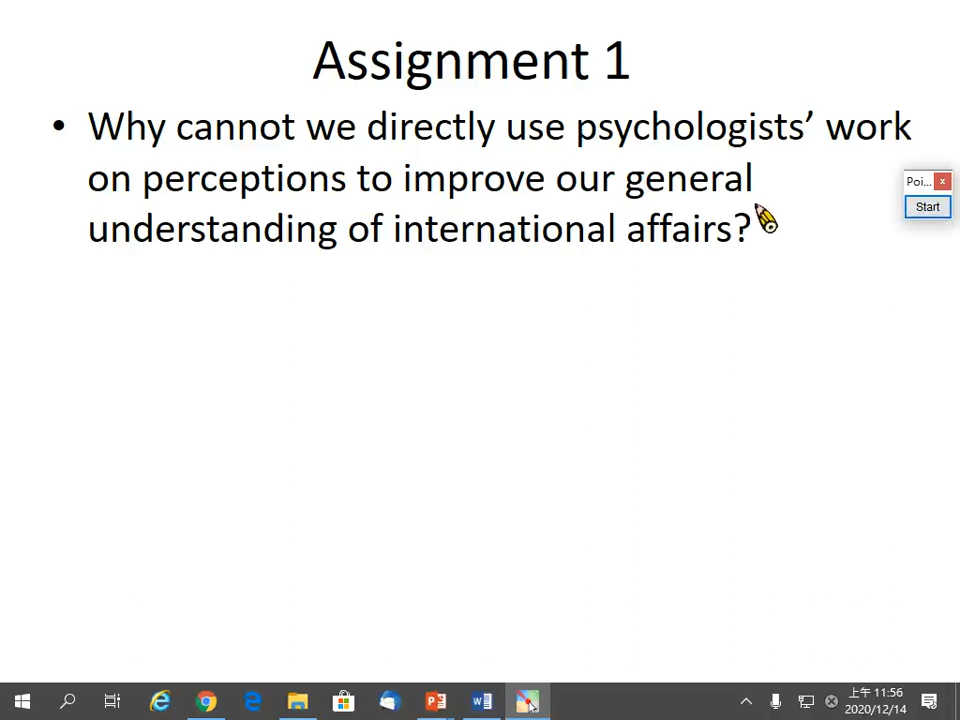 Assignment 1
• Why cannot we directly use psychologists’ work
on perceptions to improve our general
understanding of international affairs?
Poi... x
Start
上午 11:56
2020/12/14